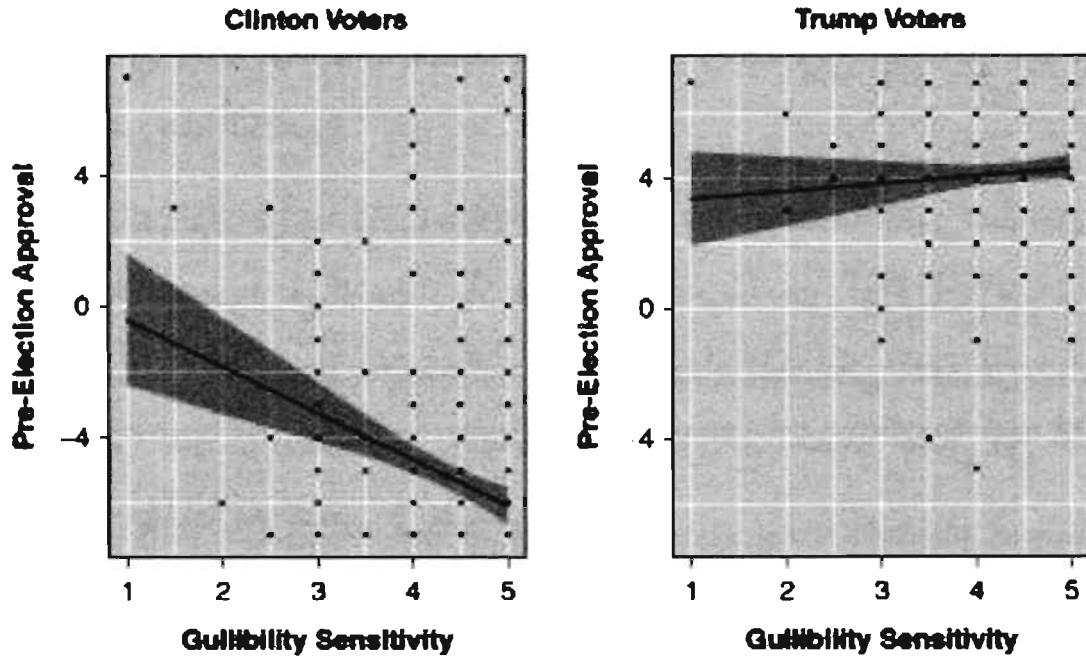 Clinton Voters
Pre-Election Approval
4
0
−4
1 2 3 4 5
Gullibility Sensitivity
Trump Voters
Pre-Election Approval
4
0
4
1 2 3 4 5
Gullibility Sensitivity